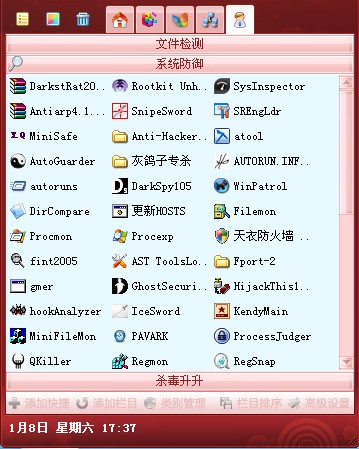 文件检测
系统防御
DarkstRat20.. Rootkit Unh.. SysInspector
Antiarp4.1... SnipeSword SREngLdr
MiniSafe Anti-Hacker.. atool
AutoGuarder 灰鸽子专杀 AUTORUN.INF..
autoruns DarkSpy105 WinPatrol
DirCompare 更新HOSTS Filemon
Procmon Procexp 天衣防火墙 ..
fint2005 AST ToolsLo.. Fport-2
gmer GhostSecuri.. HijackThis1..
hookAnalyzer IceSword KendyMain
MiniFileMon PAVARK ProcessJudger
QKiller Regmon RegSnap
杀毒升升
添加快捷 添加栏目 类别管理 栏目排序 高级设置
1月8日 星期六 17:37